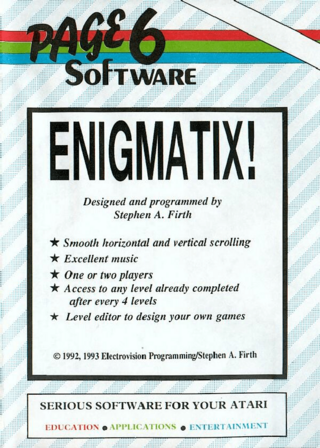 PAGE 6
SOFTWARE
ENIGMATIX!
Designed and programmed by
Stephen A. Firth
★ Smooth horizontal and vertical scrolling
★ Excellent music
★ One or two players
★ Access to any level already completed
after every 4 levels
★ Level editor to design your own games
© 1992, 1993 Electrovision Programming/Stephen A. Firth
SERIOUS SOFTWARE FOR YOUR ATARI
EDUCATION ● APPLICATIONS ● ENTERTAINMENT